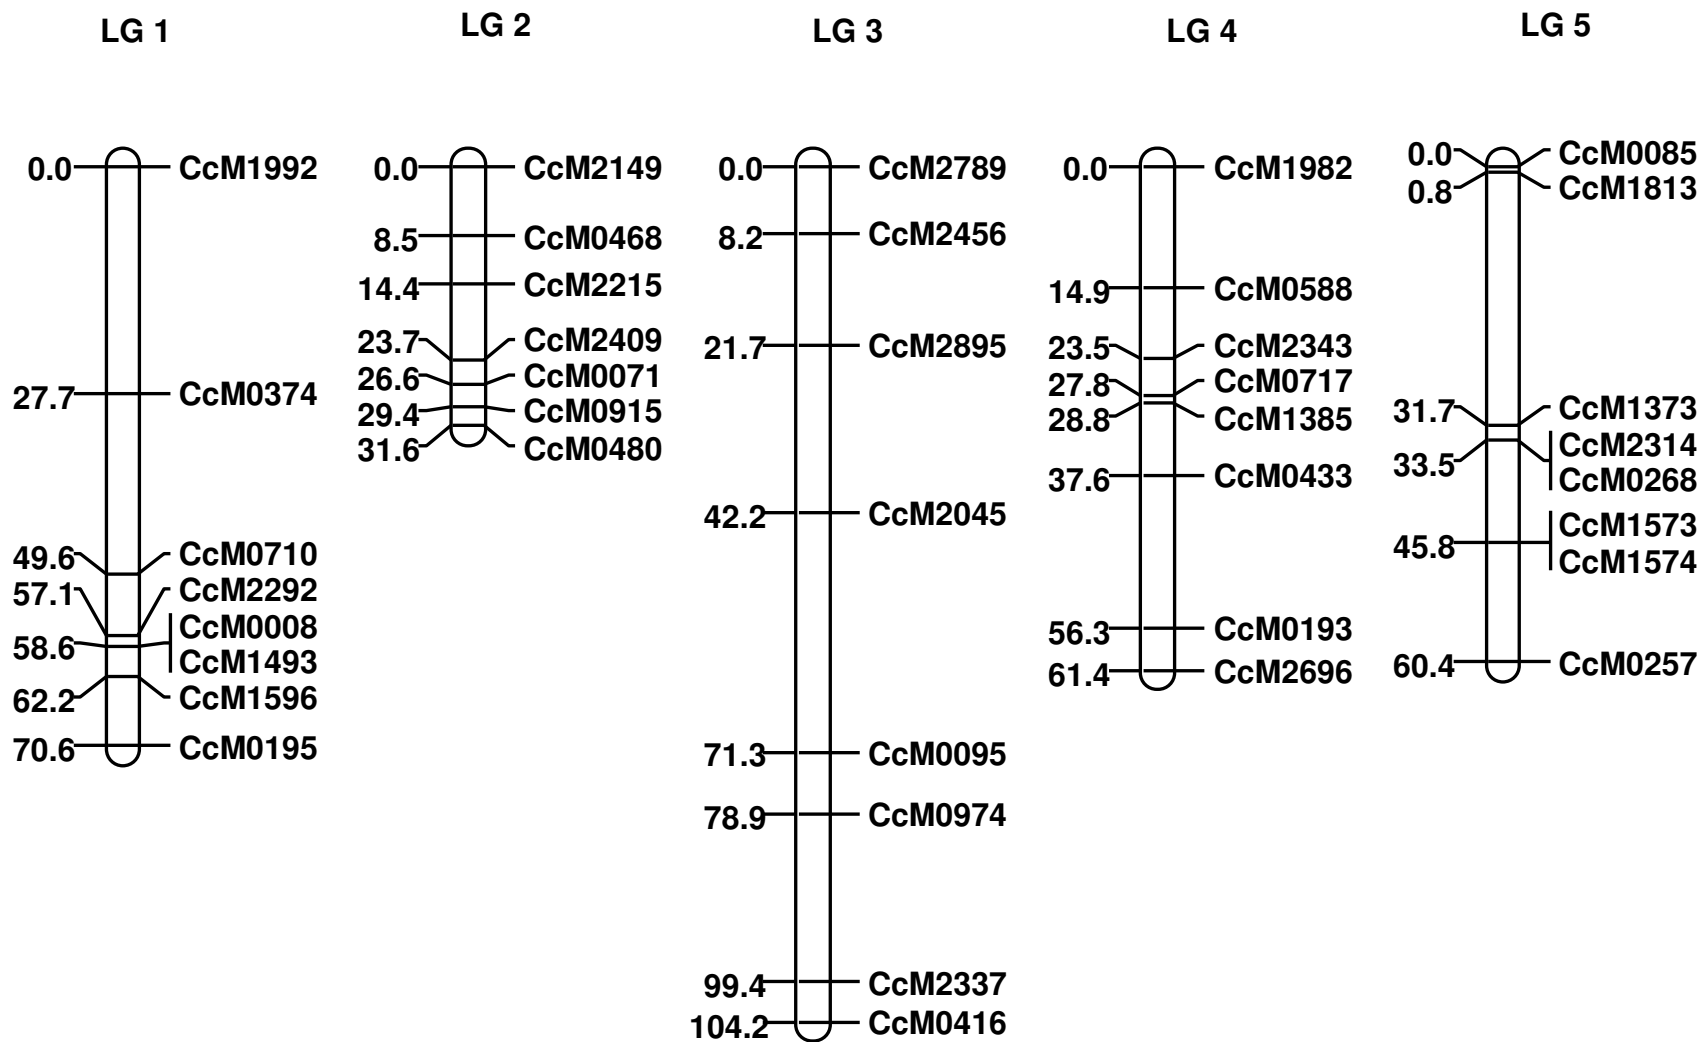 LG 1
0.0 CcM1992
27.7 CcM0374
49.6 CcM0710
57.1 CcM2292
58.6 CcM0008
CcM1493
62.2 CcM1596
70.6 CcM0195
LG 2
0.0 CcM2149
8.5 CcM0468
14.4 CcM2215
23.7 CcM2409
26.6 CcM0071
29.4 CcM0915
31.6 CcM0480
LG 3
0.0 CcM2789
8.2 CcM2456
21.7 CcM2895
42.2 CcM2045
71.3 CcM0095
78.9 CcM0974
99.4 CcM2337
104.2 CcM0416
LG 4
0.0 CcM1982
14.9 CcM0588
23.5 CcM2343
27.8 CcM0717
28.8 CcM1385
37.6 CcM0433
56.3 CcM0193
61.4 CcM2696
LG 5
0.0 CcM0085
0.8 CcM1813
31.7 CcM1373
33.5 CcM2314
CcM0268
45.8 CcM1573
CcM1574
60.4 CcM0257